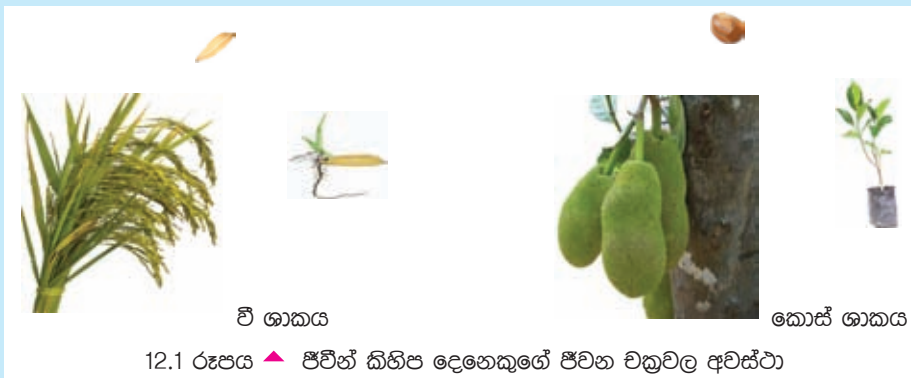 වී ශාකය
කොස් ශාකය
12.1 රූපය ▲ ජීවීන් කිහිප දෙනෙකුගේ ජීවන චක්‍රවල අවස්ථා